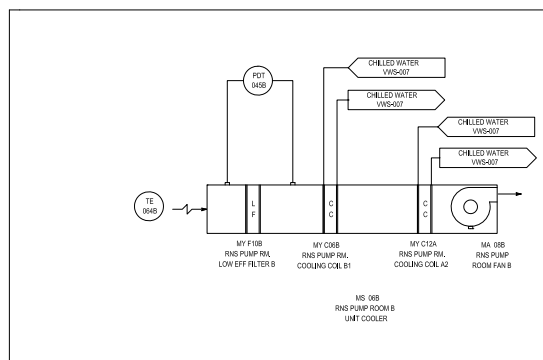 CHILLED WATER
VWS-007
PDT
045B
CHILLED WATER
VWS-007
CHILLED WATER
VWS-007
CHILLED WATER
VWS-007
TE
064B
L
F
C
C
C
C
MY F10B
RNS PUMP RM.
LOW EFF FILTER B
MY C06B
RNS PUMP RM.
COOLING COIL B1
MY C12A
RNS PUMP RM.
COOLING COIL A2
MA 08B
RNS PUMP
ROOM FAN B
MS 06B
RNS PUMP ROOM B
UNIT COOLER